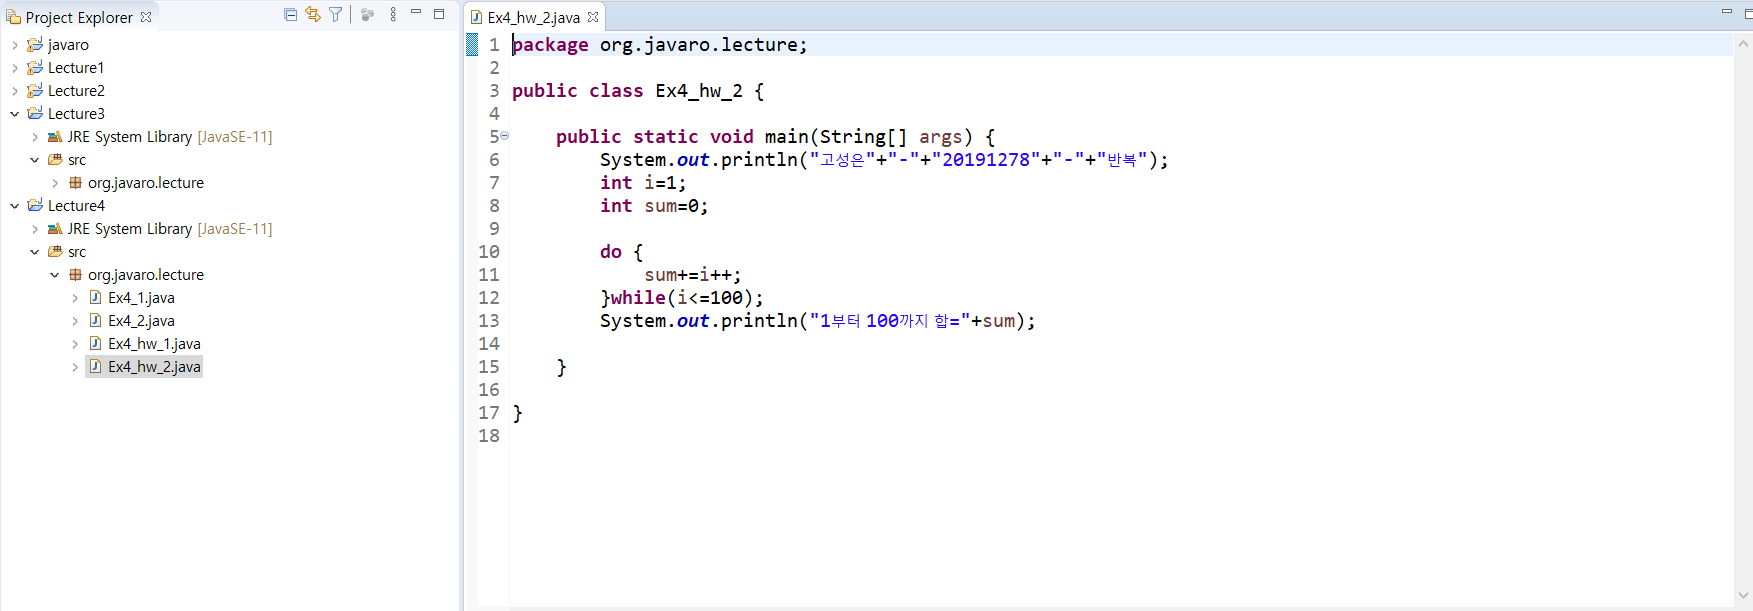 Project Explorer
javaro
Lecture1
Lecture2
Lecture3
JRE System Library [JavaSE-11]
src
org.javaro.lecture
Lecture4
JRE System Library [JavaSE-11]
src
org.javaro.lecture
Ex4_1.java
Ex4_2.java
Ex4_hw_1.java
Ex4_hw_2.java
Ex4_hw_2.java
1 package org.javaro.lecture;
2
3 public class Ex4_hw_2 {
4
5 public static void main(String[] args) {
6 System.out.println("고성은"+"-"+"20191278"+"-"+"반복");
7 int i=1;
8 int sum=0;
9
10 do {
11 sum+=i++;
12 }while(i<=100);
13 System.out.println("1부터 100까지 합="+sum);
14
15 }
16
17 }
18